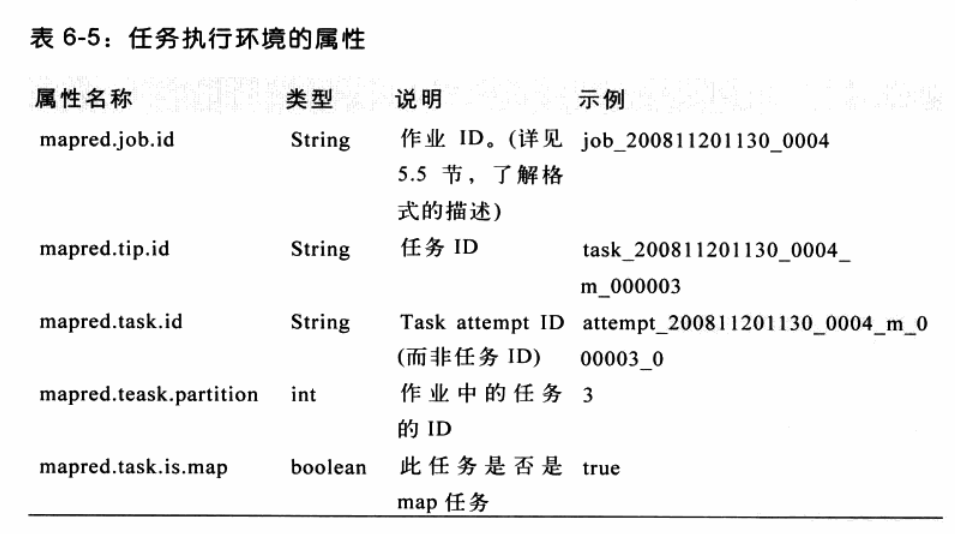 表 6-5：任务执行环境的属性
属性名称 类型 说明 示例
mapred.job.id String 作业 ID。(详见 job_200811201130_0004
5.5 节，了解格
式的描述)
mapred.tip.id String 任务 ID task_200811201130_0004_
m_000003
mapred.task.id String Task attempt ID attempt_200811201130_0004_m_0
(而非任务 ID) 00003_0
mapred.teask.partition int 作业中的任务 3
的 ID
mapred.task.is.map boolean 此任务是否是 true
map 任务